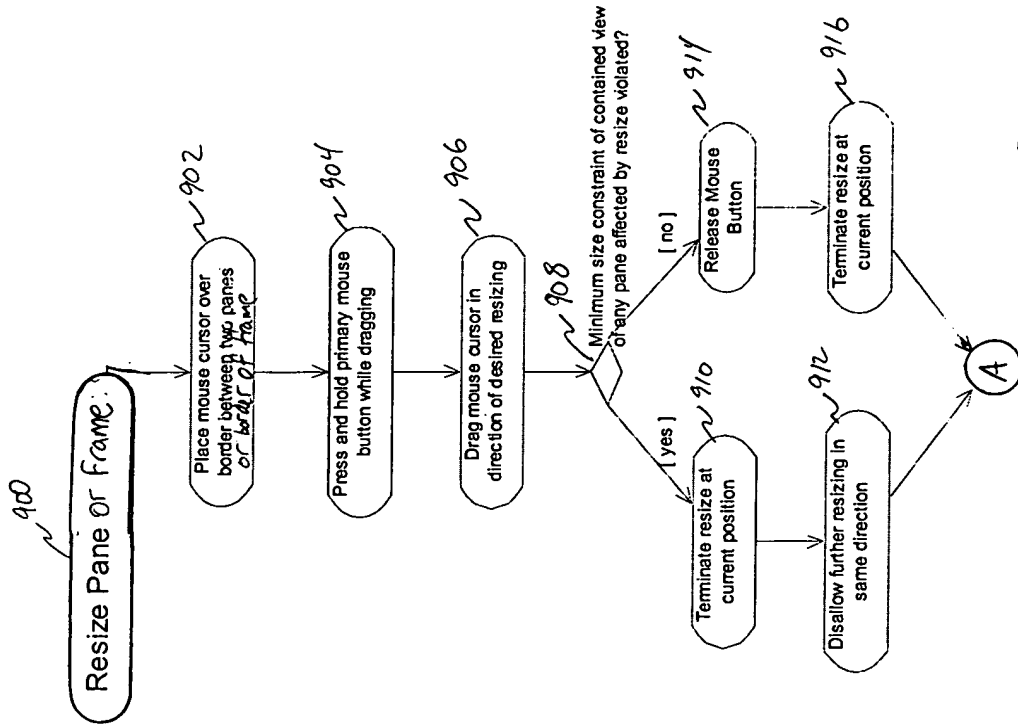 900
Resize Pane or frame:
902
Place mouse cursor over
border between two panes
or border of frame
904
Press and hold primary mouse
button while dragging
906
Drag mouse cursor in
direction of desired resizing
908
Minimum size constraint of contained view
of any pane affected by resize violated?
[ yes ]
[ no ]
910
Terminate resize at
current position
914
Release Mouse
Button
912
Disallow further resizing in
same direction
916
Terminate resize at
current position
A